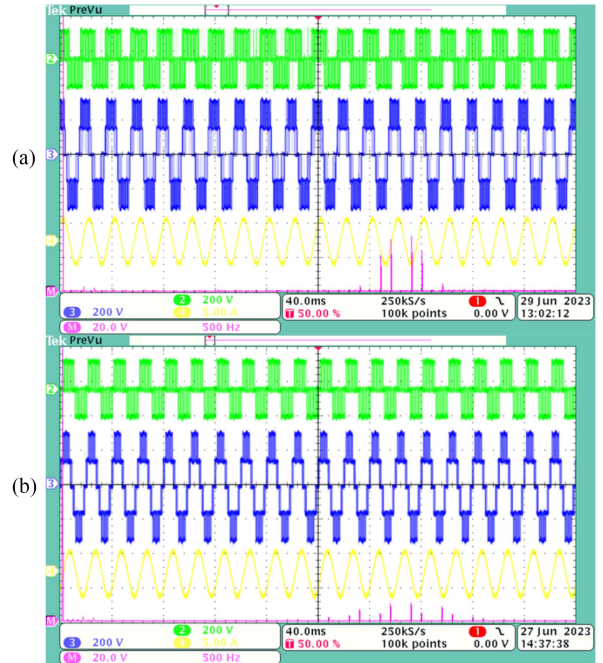 Tek PreVu
2
(a)
3
4
M
2 200 V
3 200 V
4 5.00 A
M 20.0 V 500 Hz
40.0ms 250kS/s 1
T 50.00 % 100k points 0.00 V
29 Jun 2023
13:02:12
Tek PreVu
2
(b)
3
4
M
2 200 V
3 200 V
4 5.00 A
M 20.0 V 500 Hz
40.0ms 250kS/s 1
T 50.00 % 100k points 0.00 V
27 Jun 2023
14:37:38